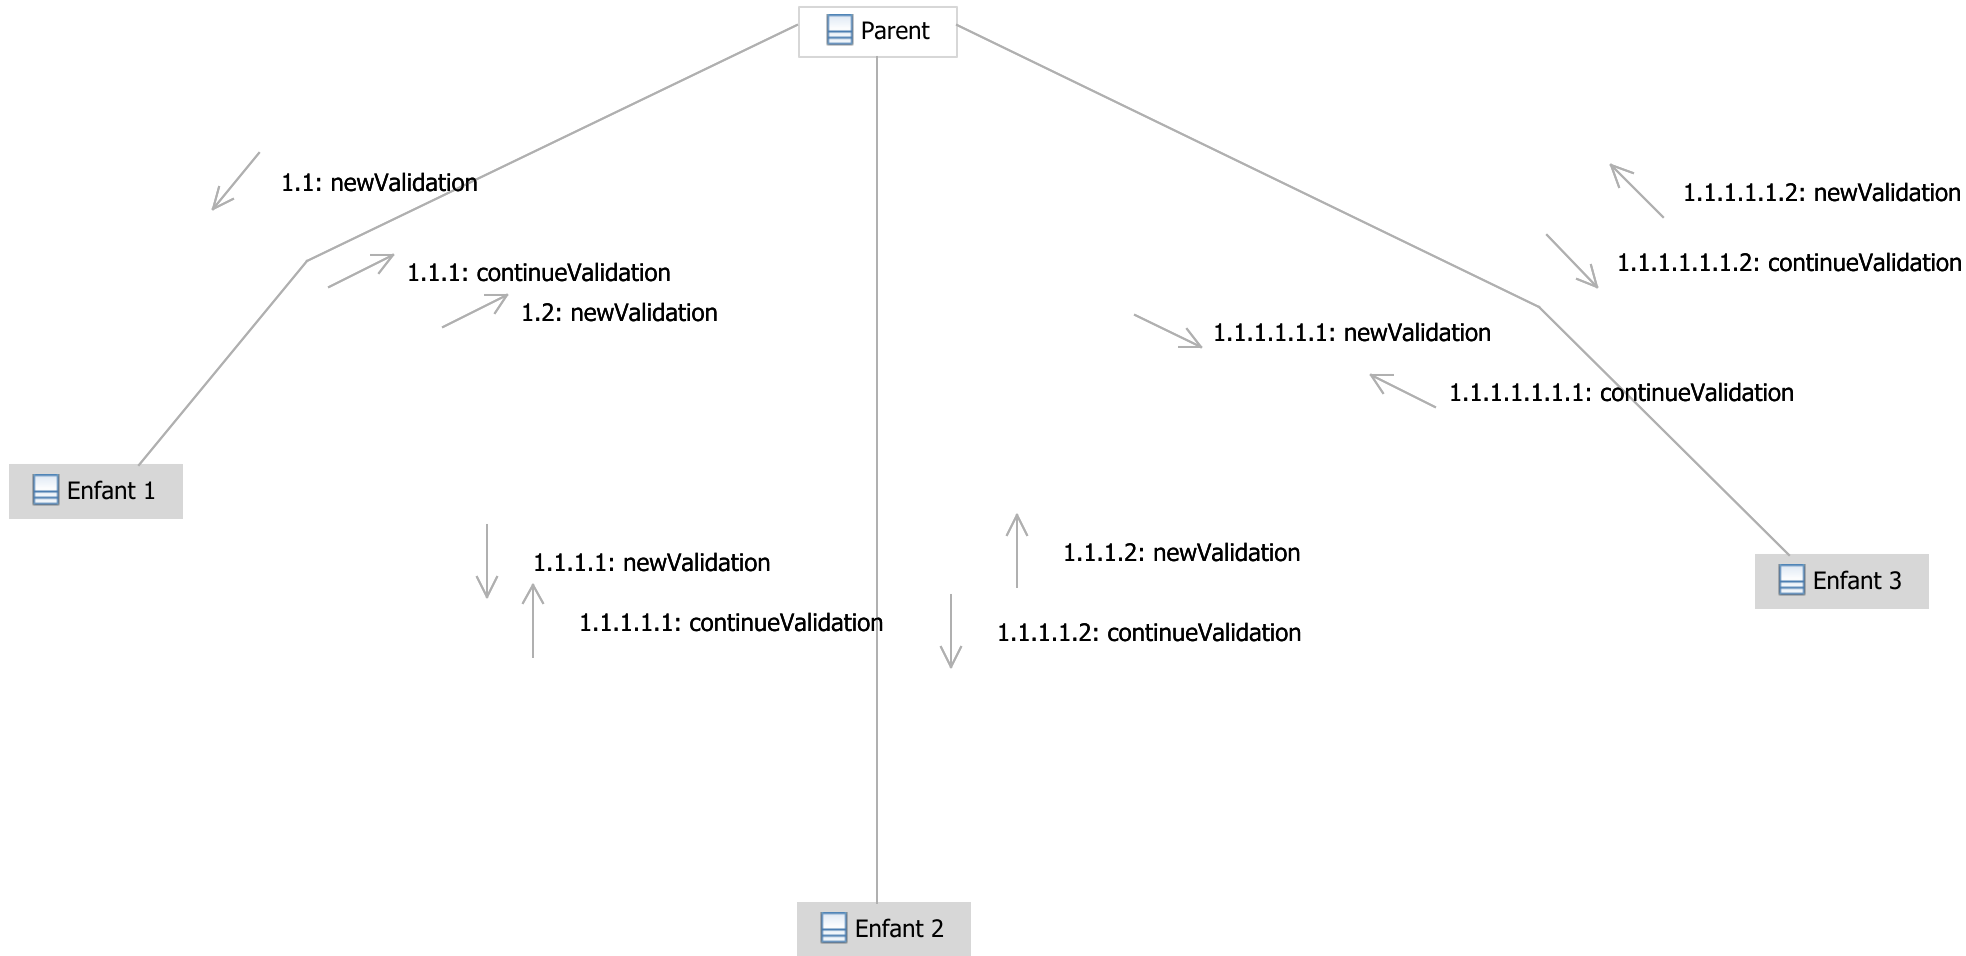 Parent
1.1: newValidation
1.1.1.1.1.2: newValidation
1.1.1.1.1.1.2: continueValidation
1.1.1: continueValidation
1.2: newValidation
1.1.1.1.1.1: newValidation
1.1.1.1.1.1.1: continueValidation
Enfant 1
1.1.1.1: newValidation
1.1.1.2: newValidation
Enfant 3
1.1.1.1.1: continueValidation
1.1.1.1.2: continueValidation
Enfant 2